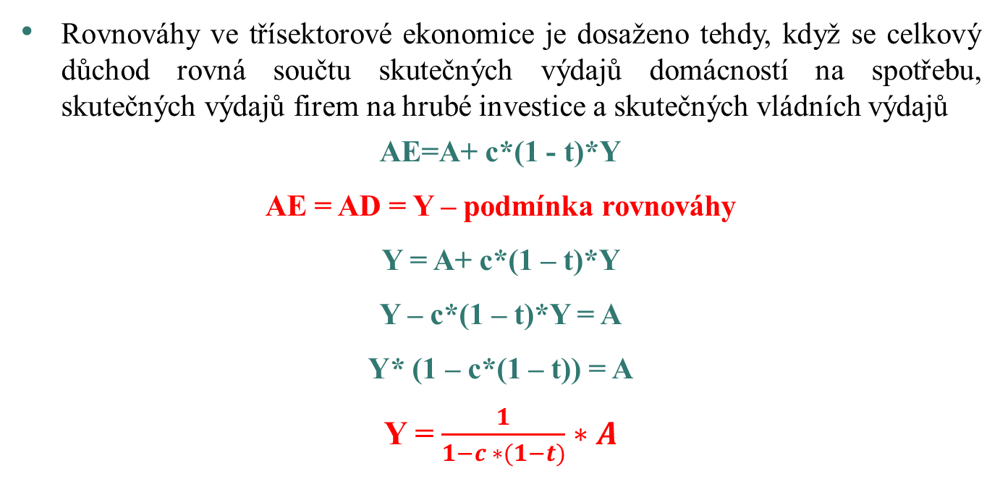 • Rovnováhy ve třísektorové ekonomice je dosaženo tehdy, když se celkový
důchod rovná součtu skutečných výdajů domácností na spotřebu,
skutečných výdajů firem na hrubé investice a skutečných vládních výdajů
AE=A+ c*(1 - t)*Y
AE = AD = Y – podmínka rovnováhy
Y = A+ c*(1 – t)*Y
Y – c*(1 – t)*Y = A
Y* (1 – c*(1 – t)) = A
Y = 1/(1−c *(1−t)) * A